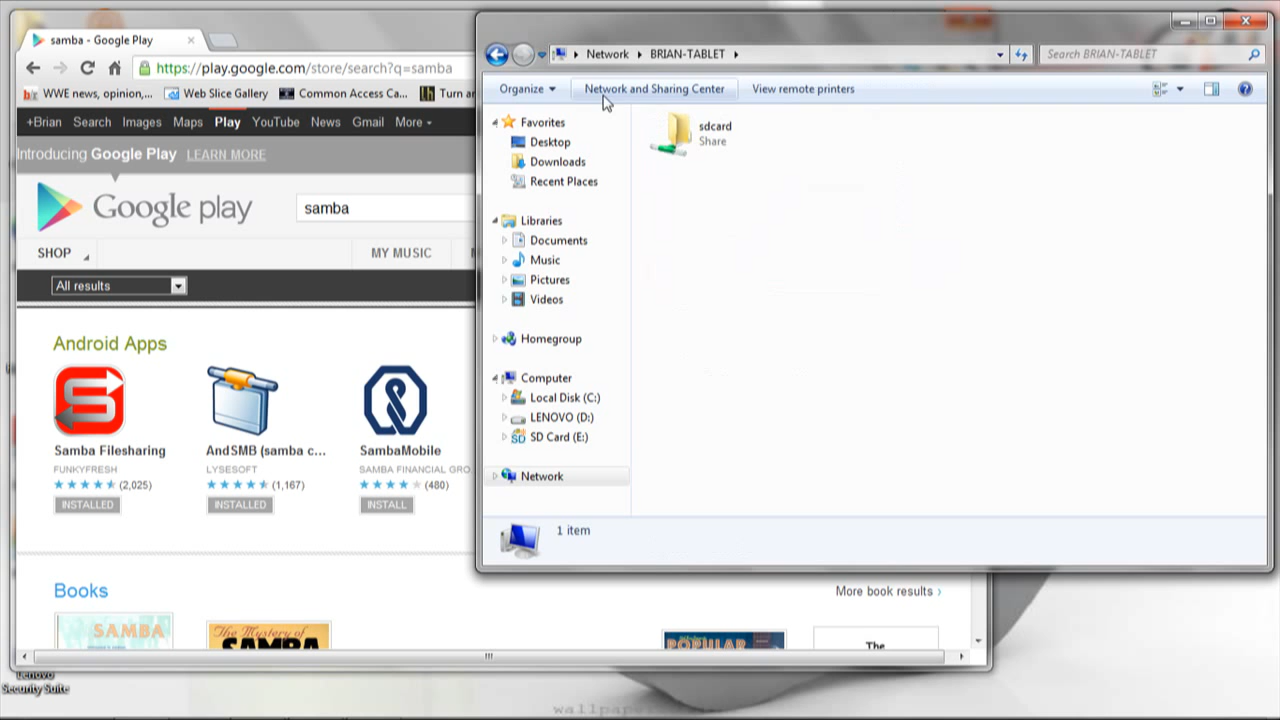 samba - Google Play
https://play.google.com/store/search?q=samba
WWE news, opinion,...
Web Slice Gallery
Common Access Ca...
Turn ar
+Brian
Search
Images
Maps
Play
YouTube
News
Gmail
More
Introducing Google Play
LEARN MORE
Google play
samba
SHOP
MY MUSIC
All results
Android Apps
Samba Filesharing
FUNKYFRESH
(2,025)
INSTALLED
AndSMB (samba c...
LYSESOFT
(1,167)
INSTALLED
SambaMobile
SAMBA FINANCIAL GRO
(480)
INSTALL
Books
More book results ›
SAMBA
The Mystery of
SAMBA
POPULAR
The
Network
BRIAN-TABLET
Search BRIAN-TABLET
Organize
Network and Sharing Center
View remote printers
Favorites
Desktop
Downloads
Recent Places
Libraries
Documents
Music
Pictures
Videos
Homegroup
Computer
Local Disk (C:)
LENOVO (D:)
SD Card (E:)
Network
sdcard
Share
1 item
Lenovo
Security Suite